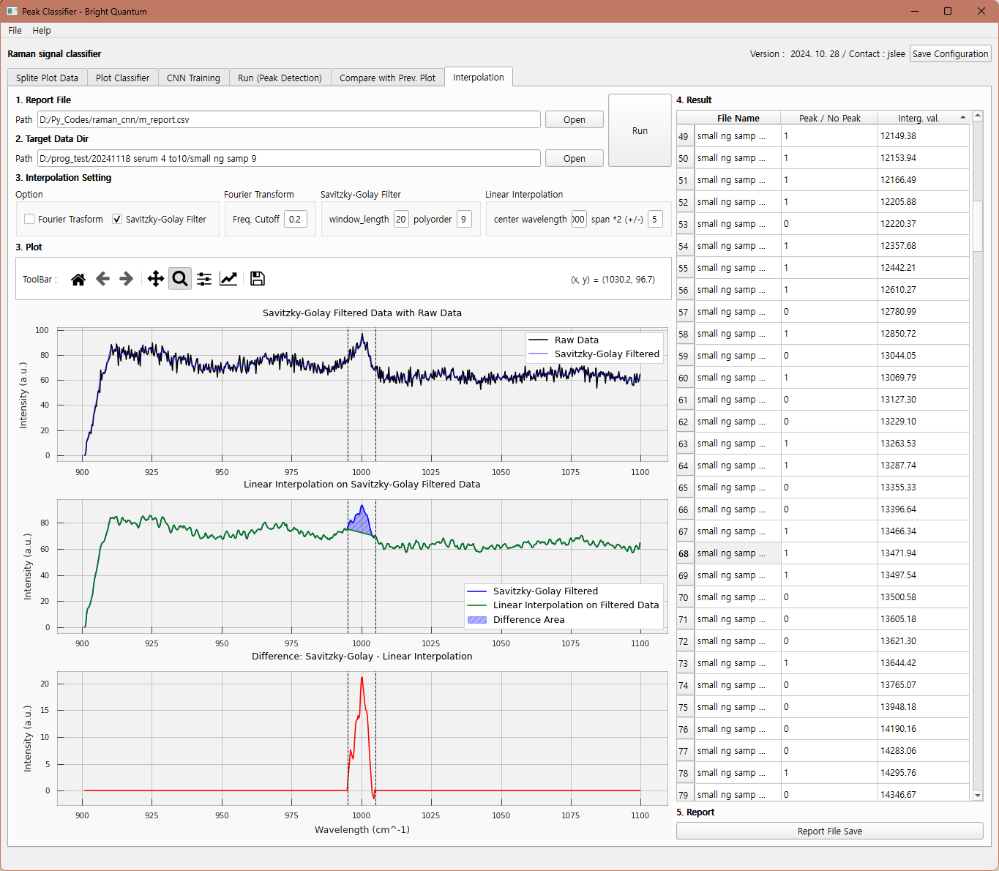 Peak Classifier - Bright Quantum
File Help
Raman signal classifier
Version : 2024. 10. 28 / Contact : jslee
Save Configuration
Splite Plot Data
Plot Classifier
CNN Training
Run (Peak Detection)
Compare with Prev. Plot
Interpolation
1. Report File
Path D:/Py_Codes/raman_cnn/m_report.csv Open
Run
2. Target Data Dir
Path D:/prog_test/20241118 serum 4 to10/small ng samp 9 Open
3. Interpolation Setting
Option
Fourier Transform
Savitzky-Golay Filter
Linear Interpolation
Fourier Trasform Savitzky-Golay Filter
Freq. Cutoff 0.2
window_length 20 polyorder 9
center wavelength 000 span *2 (+/-) 5
3. Plot
ToolBar :
(x, y) = (1030.2, 96.7)
Savitzky-Golay Filtered Data with Raw Data
Intensity (a.u.)
100
80
60
40
20
0
Raw Data
Savitzky-Golay Filtered
900 925 950 975 1000 1025 1050 1075 1100
Linear Interpolation on Savitzky-Golay Filtered Data
Intensity (a.u.)
80
60
40
20
0
Savitzky-Golay Filtered
Linear Interpolation on Filtered Data
Difference Area
900 925 950 975 1000 1025 1050 1075 1100
Difference: Savitzky-Golay - Linear Interpolation
Intensity (a.u.)
20
15
10
5
0
900 925 950 975 1000 1025 1050 1075 1100
Wavelength (cm^-1)
4. Result
File Name Peak / No Peak Interg. val.
49 small ng samp ... 1 12149.38
50 small ng samp ... 1 12153.94
51 small ng samp ... 1 12166.49
52 small ng samp ... 1 12205.88
53 small ng samp ... 0 12220.37
54 small ng samp ... 1 12357.68
55 small ng samp ... 1 12442.21
56 small ng samp ... 1 12610.27
57 small ng samp ... 0 12780.99
58 small ng samp ... 1 12850.72
59 small ng samp ... 0 13044.05
60 small ng samp ... 1 13069.79
61 small ng samp ... 0 13127.30
62 small ng samp ... 0 13229.10
63 small ng samp ... 1 13263.53
64 small ng samp ... 1 13287.74
65 small ng samp ... 0 13355.33
66 small ng samp ... 0 13396.64
67 small ng samp ... 1 13466.34
68 small ng samp ... 1 13471.94
69 small ng samp ... 1 13497.54
70 small ng samp ... 0 13500.58
71 small ng samp ... 0 13605.18
72 small ng samp ... 0 13621.30
73 small ng samp ... 1 13644.42
74 small ng samp ... 0 13765.07
75 small ng samp ... 0 13948.18
76 small ng samp ... 0 14190.16
77 small ng samp ... 0 14283.06
78 small ng samp ... 1 14295.76
79 small ng samp ... 0 14346.67
5. Report
Report File Save